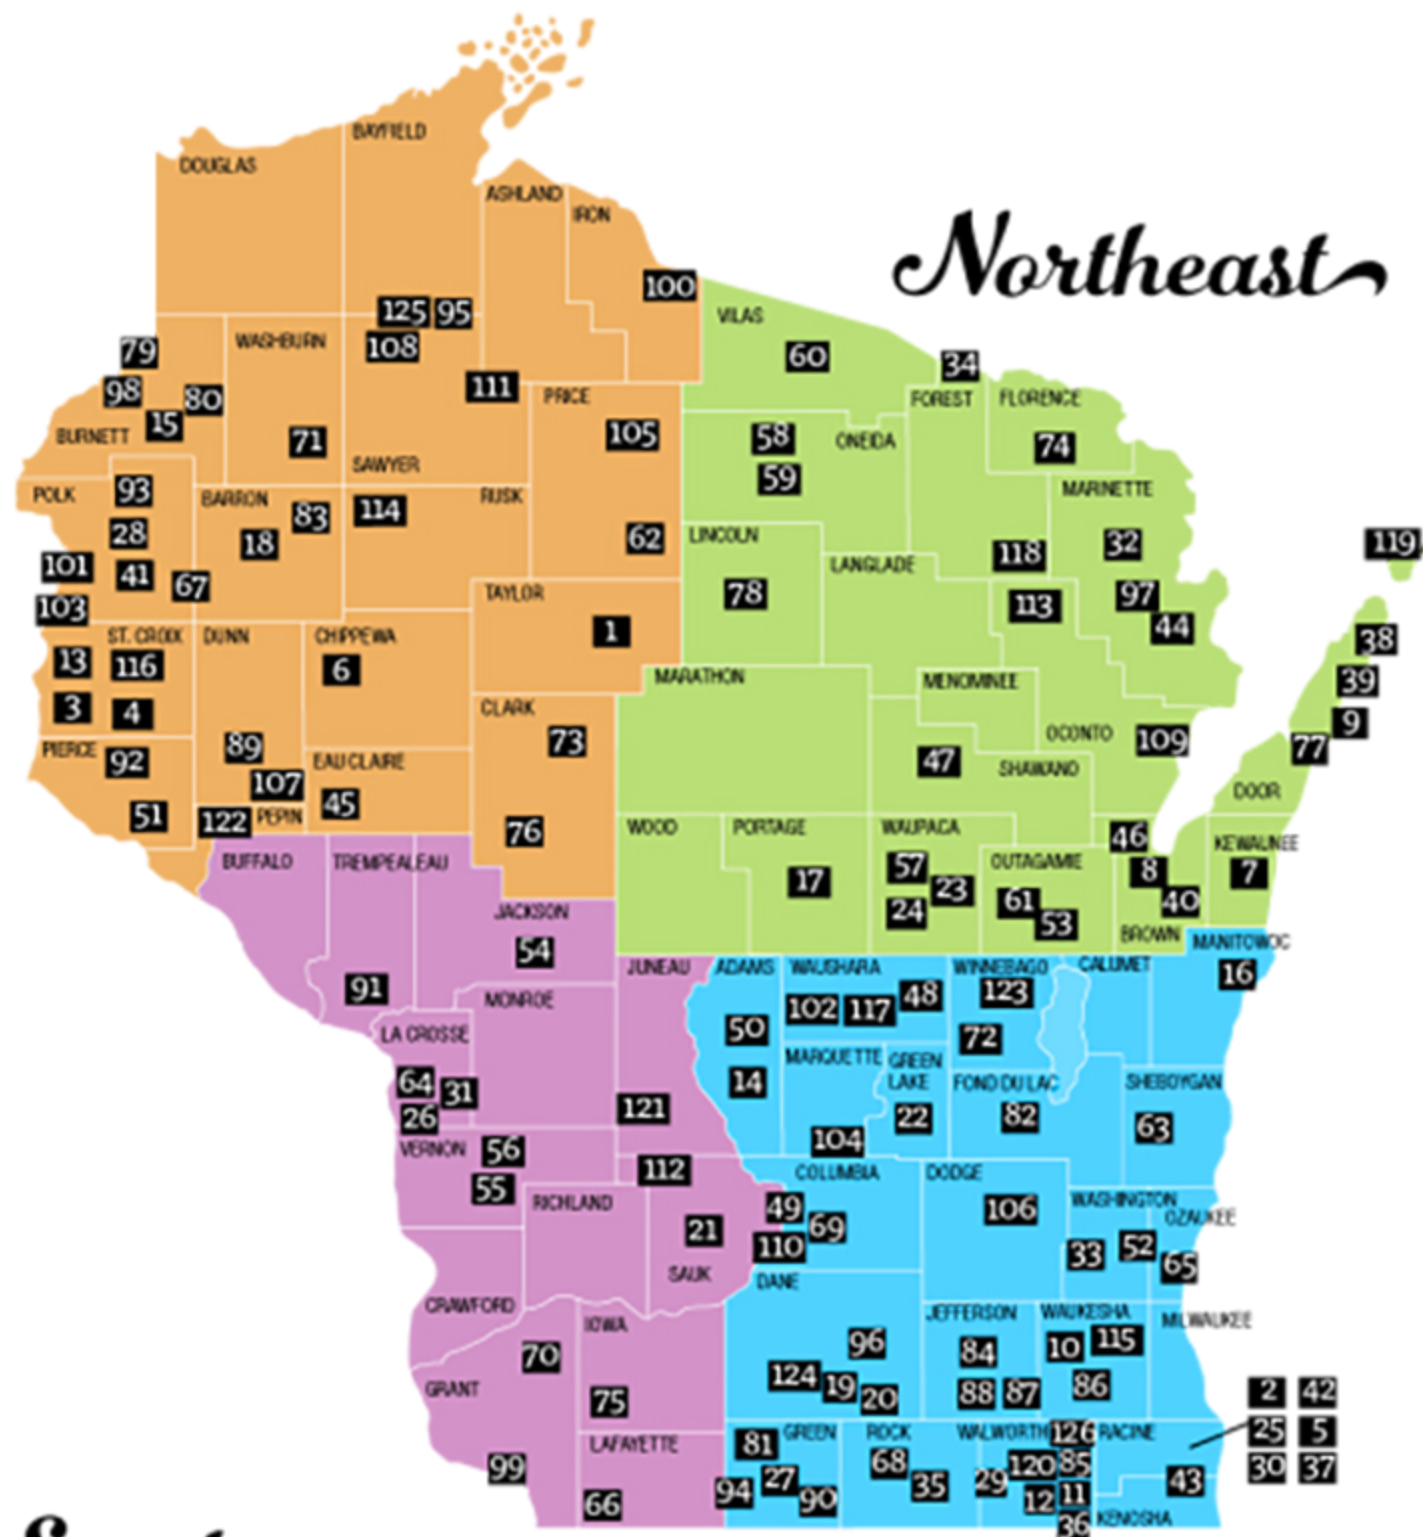 BAYFIELD
DOUGLAS
ASHLAND
IRON
Northeast
100
125 95
VILAS
WASHBURN
108
79
60
34
98
80
111
PRICE
FOREST
FLORENCE
15
BURNETT
71
105
58
ONEIDA
74
SAWYER
59
POLK
93
BARRON
RUSK
MARINETTE
83
114
28
18
62
LINCOLN
118
32
119
101
41
67
LANGLADE
103
TAYLOR
78
113
97
44
ST. CROIX
DUNN
CHIPPEWA
1
38
13
116
6
MARATHON
MENOMINEE
39
3
4
CLARK
9
PIERCE
92
89
73
OCONTO
109
77
EAU CLAIRE
47
SHAWANO
107
DOOR
51
122
PEPIN
45
76
WOOD
PORTAGE
WAUPACA
46
KEWAUNEE
BUFFALO
TREMPEALEAU
57
OUTAGAMIE
8
7
17
23
24
61
53
40
JACKSON
BROWN
MANITOWOC
54
JUNEAU
ADAMS
WAUSHARA
WINNEBAGO
CALUMET
16
91
MONROE
102
117
48
123
LA CROSSE
50
72
MARQUETTE
GREEN
LAKE
FOND DU LAC
SHEBOYGAN
64
31
14
26
121
22
82
63
VERNON
56
104
112
COLUMBIA
DODGE
55
RICHLAND
49
WASHINGTON
21
69
106
OZAUKEE
110
33
52
65
SAUK
DANE
CRAWFORD
IOWA
JEFFERSON
WAUKESHA
MILWAUKEE
70
96
84
10
115
GRANT
124
19
20
88
87
86
2 42
75
LAFAYETTE
81
GREEN
ROCK
WALWORTH
126
RACINE
25 5
99
68
120
85
30 37
66
94
27
90
35
29
12
11
43
36
KENOSHA